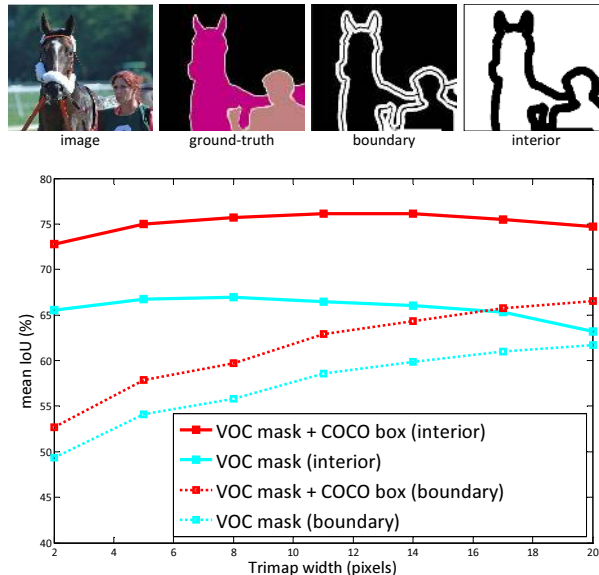 image ground-truth boundary interior
80
75
70
65
60
55
50
45
40
mean IoU (%)
VOC mask + COCO box (interior)
VOC mask (interior)
VOC mask + COCO box (boundary)
VOC mask (boundary)
2 4 6 8 10 12 14 16 18 20
Trimap width (pixels)